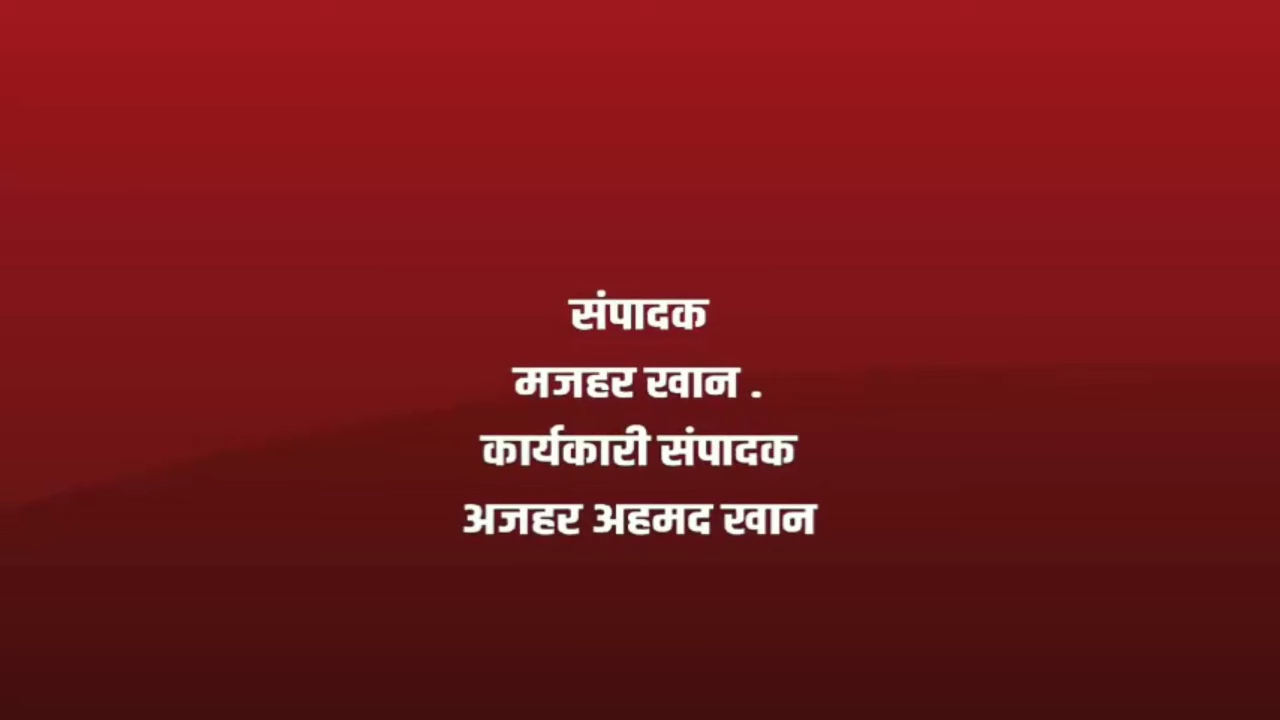 संपादक
मजहर खान .
कार्यकारी संपादक
अजहर अहमद खान